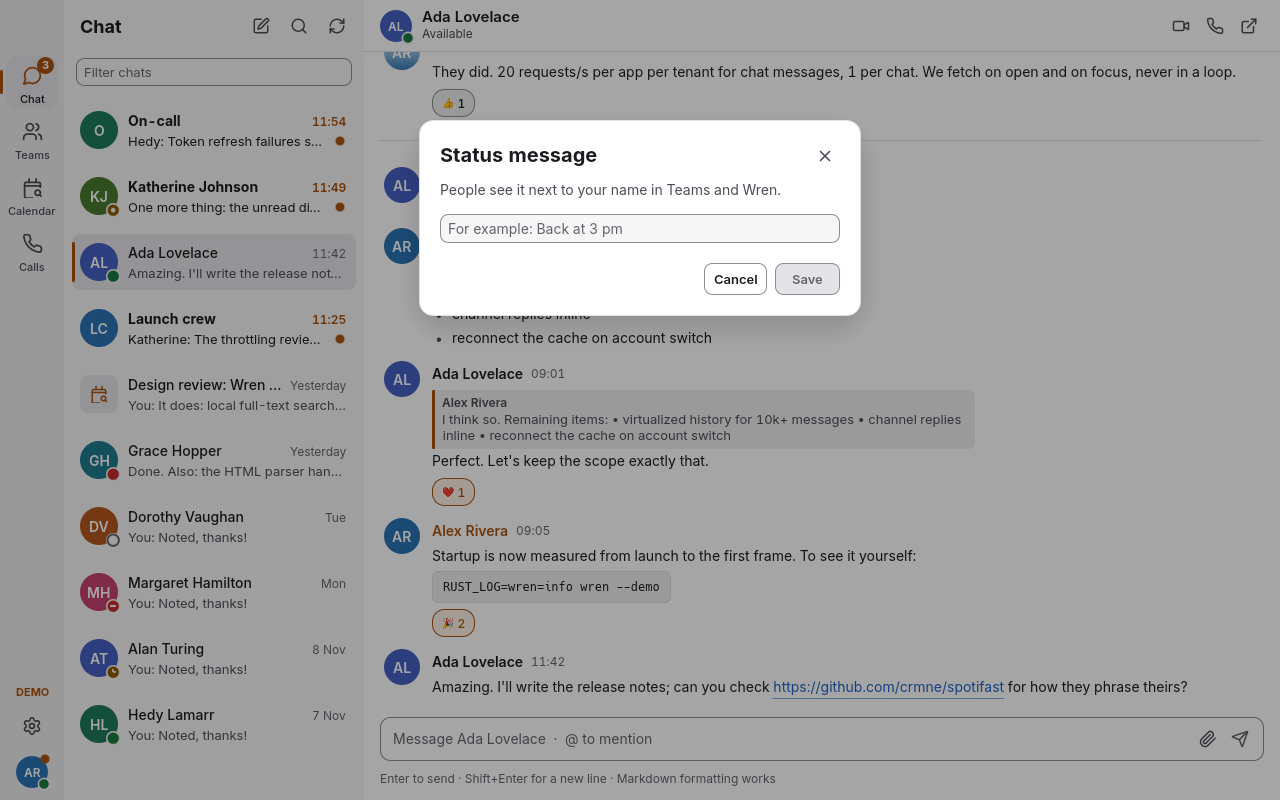 3
Chat
Teams
Calendar
Calls
DEMO
AR
Chat
Filter chats
O
On-call
11:54
Hedy: Token refresh failures s...
KJ
Katherine Johnson
11:49
One more thing: the unread di...
AL
Ada Lovelace
11:42
Amazing. I'll write the release not...
LC
Launch crew
11:25
Katherine: The throttling revie...
Design review: Wren ...
Yesterday
You: It does: local full-text search...
GH
Grace Hopper
Yesterday
Done. Also: the HTML parser han...
DV
Dorothy Vaughan
Tue
You: Noted, thanks!
MH
Margaret Hamilton
Mon
You: Noted, thanks!
AT
Alan Turing
8 Nov
You: Noted, thanks!
HL
Hedy Lamarr
7 Nov
You: Noted, thanks!
AL
Ada Lovelace
Available
AR
They did. 20 requests/s per app per tenant for chat messages, 1 per chat. We fetch on open and on focus, never in a loop.
👍 1
Status message
People see it next to your name in Teams and Wren.
For example: Back at 3 pm
Cancel
Save
AL
AR
• channel replies inline
• reconnect the cache on account switch
AL
Ada Lovelace 09:01
Alex Rivera
I think so. Remaining items: • virtualized history for 10k+ messages • channel replies
inline • reconnect the cache on account switch
Perfect. Let's keep the scope exactly that.
❤️ 1
AR
Alex Rivera 09:05
Startup is now measured from launch to the first frame. To see it yourself:
RUST_LOG=wren=info wren --demo
🎉 2
AL
Ada Lovelace 11:42
Amazing. I'll write the release notes; can you check https://github.com/crmne/spotifast for how they phrase theirs?
Message Ada Lovelace · @ to mention
Enter to send · Shift+Enter for a new line · Markdown formatting works